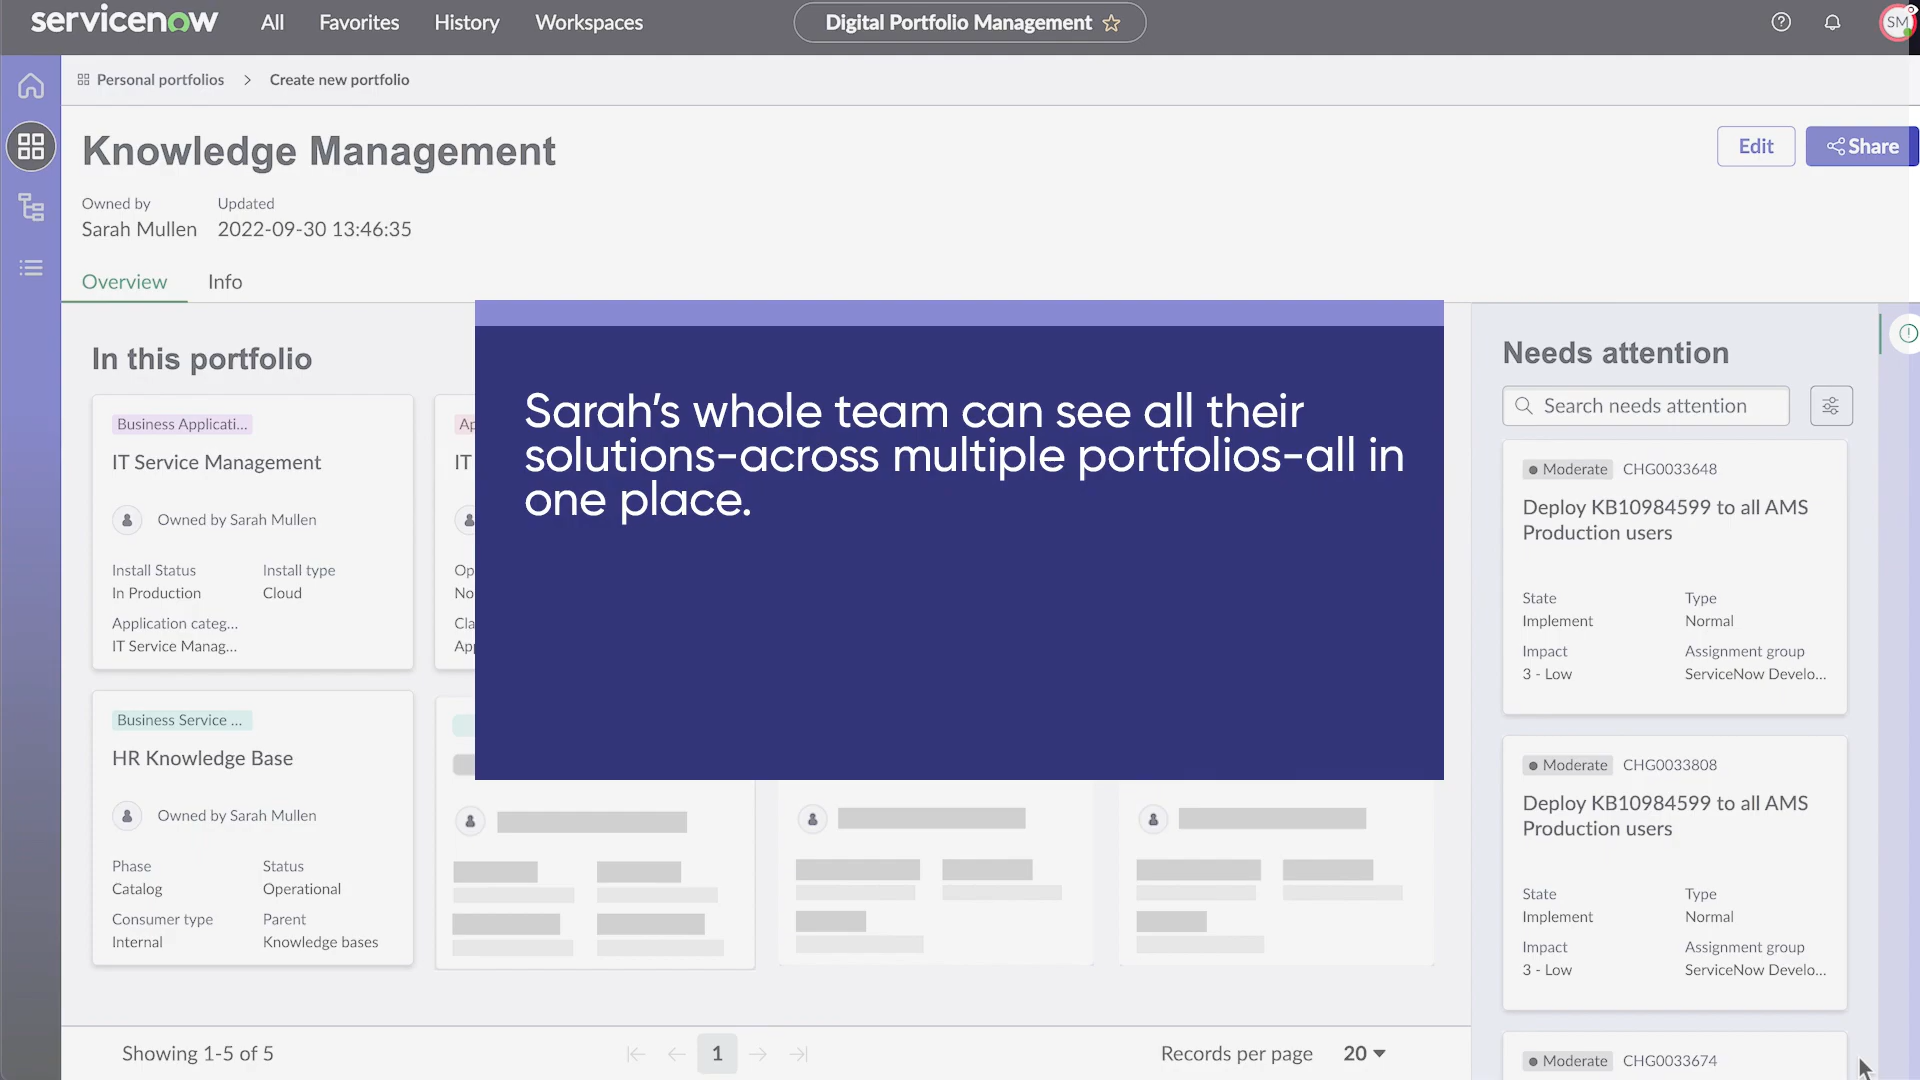 servicenow
All
Favorites
History
Workspaces
Digital Portfolio Management
SM
Personal portfolios
Create new portfolio
Knowledge Management
Edit
Share
Owned by
Updated
Sarah Mullen
2022-09-30 13:46:35
Overview
Info
In this portfolio
Business Applicati...
IT Service Management
Owned by Sarah Mullen
Install Status
Install type
In Production
Cloud
Application categ...
IT Service Manag...
IT
Business Service ...
HR Knowledge Base
Owned by Sarah Mullen
Phase
Status
Catalog
Operational
Consumer type
Parent
Internal
Knowledge bases
Sarah’s whole team can see all their
solutions-across multiple portfolios-all in
one place.
Needs attention
Search needs attention
Moderate CHG0033648
Deploy KB10984599 to all AMS
Production users
State
Type
Implement
Normal
Impact
Assignment group
3 - Low
ServiceNow Develo...
Moderate CHG0033808
Deploy KB10984599 to all AMS
Production users
State
Type
Implement
Normal
Impact
Assignment group
3 - Low
ServiceNow Develo...
Moderate CHG0033674
Showing 1-5 of 5
1
Records per page
20